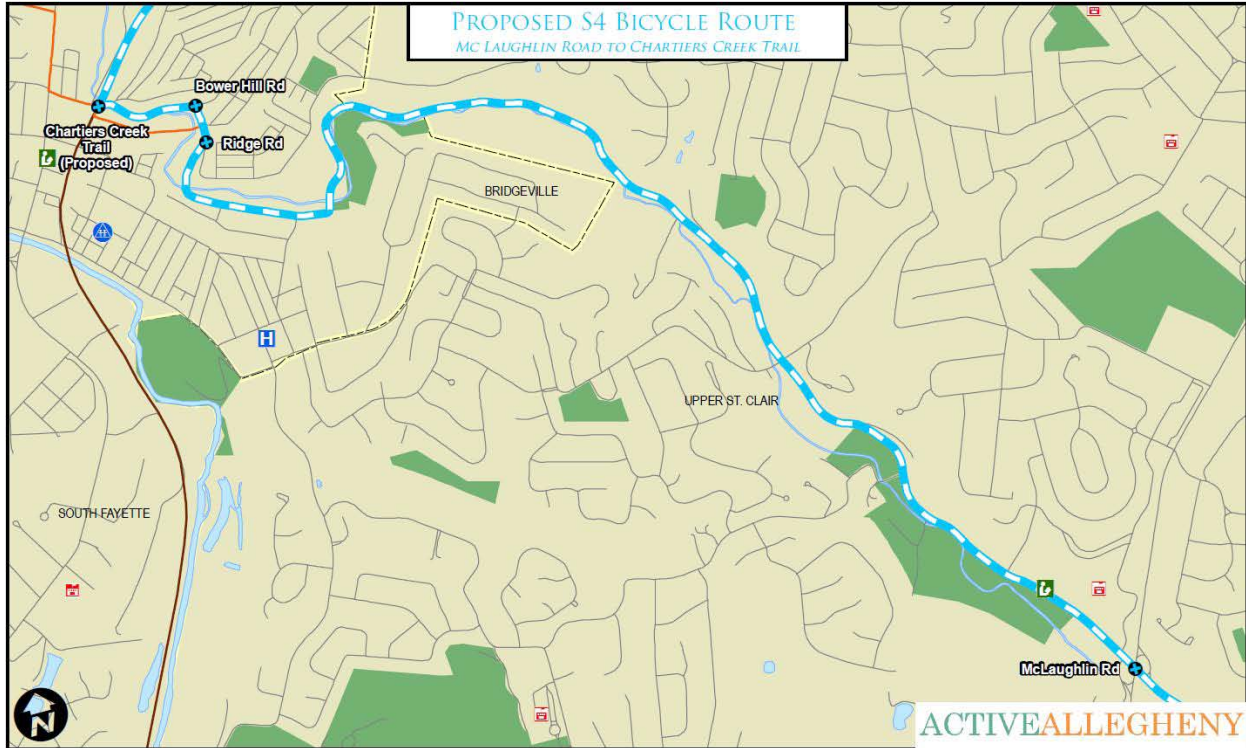 PROPOSED S4 BICYCLE ROUTE
MC LAUGHLIN ROAD TO CHARTIERS CREEK TRAIL
Bower Hill Rd
Chartiers Creek
Trail
(Proposed)
Ridge Rd
BRIDGEVILLE
H
UPPER ST. CLAIR
SOUTH FAYETTE
McLaughlin Rd
N
ACTIVEALLEGHENY